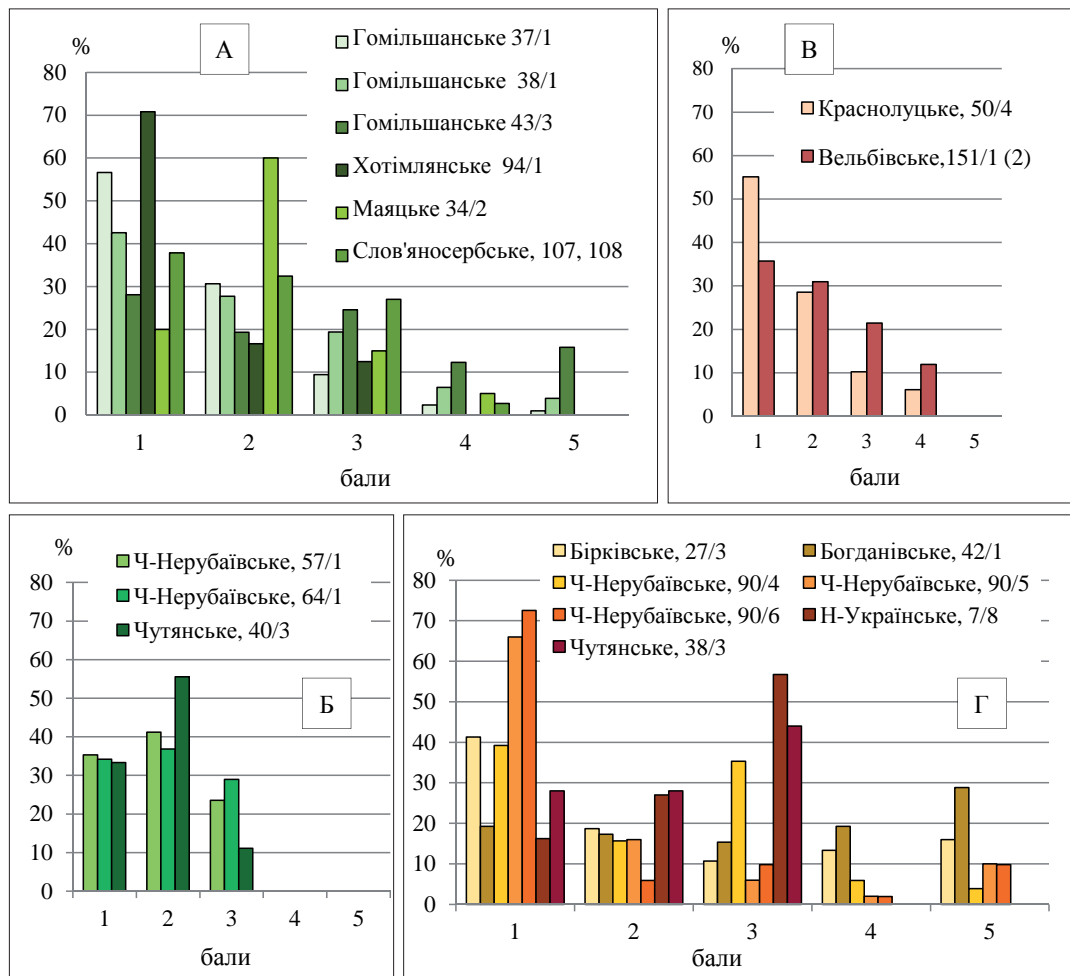 %
А
80
70
60
50
40
30
20
10
0
1 2 3 4 5
бали
Гомільшанське 37/1
Гомільшанське 38/1
Гомільшанське 43/3
Хотімлянське 94/1
Маяцьке 34/2
Слов'яносербське, 107, 108
%
В
80
70
60
50
40
30
20
10
0
1 2 3 4 5
бали
Краснолуцьке, 50/4
Вельбівське,151/1 (2)
%
Б
80
70
60
50
40
30
20
10
0
1 2 3 4 5
бали
Ч-Нерубаївське, 57/1
Ч-Нерубаївське, 64/1
Чутянське, 40/3
%
Г
80
70
60
50
40
30
20
10
0
1 2 3 4 5
бали
Бірківське, 27/3 Богданівське, 42/1
Ч-Нерубаївське, 90/4 Ч-Нерубаївське, 90/5
Ч-Нерубаївське, 90/6 Н-Українське, 7/8
Чутянське, 38/3